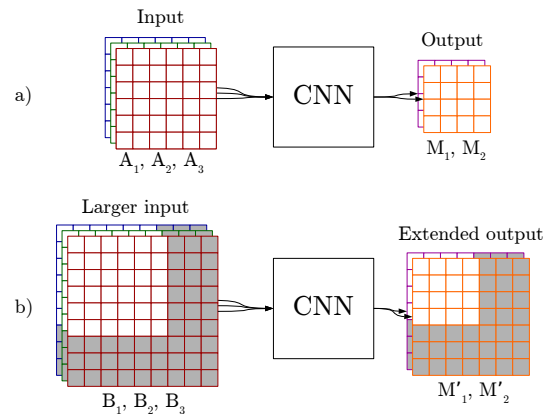 Input
Output
a)
CNN
A₁, A₂, A₃
M₁, M₂
Larger input
Extended output
b)
CNN
B₁, B₂, B₃
M′₁, M′₂